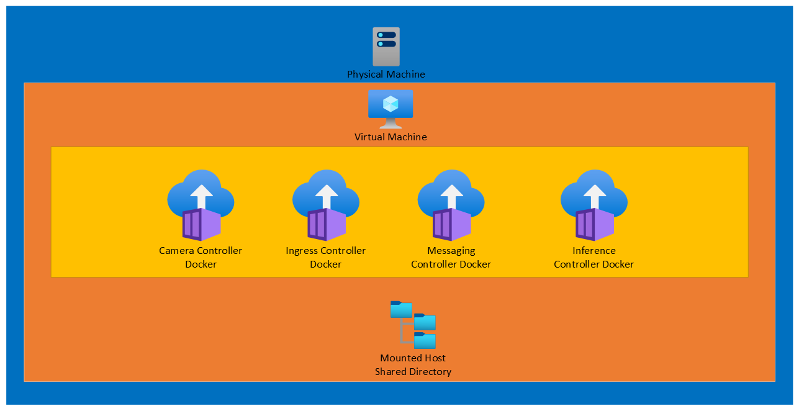 Physical Machine
Virtual Machine
Camera Controller
Docker
Ingress Controller
Docker
Messaging
Controller Docker
Inference
Controller Docker
Mounted Host
Shared Directory